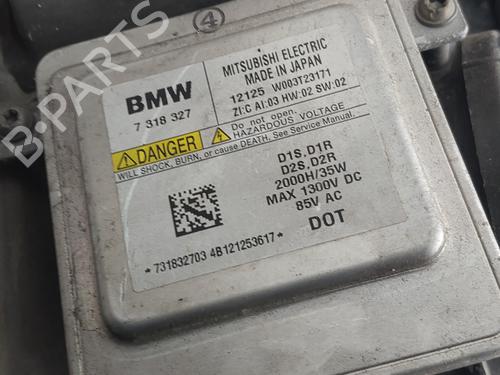 4
BMW
7 318 327
MITSUBISHI ELECTRIC
MADE IN JAPAN
12125 W003T23171
ZI:C AI:03 HW:02 SW:02
DANGER
Do not open.
HAZARDOUS VOLTAGE
WILL SHOCK, BURN, or cause DEATH. See Service Manual.
D1S,D1R
D2S,D2R
2000H/35W
MAX 1300V DC
85V AC
DOT
*731832703 4B121253617*